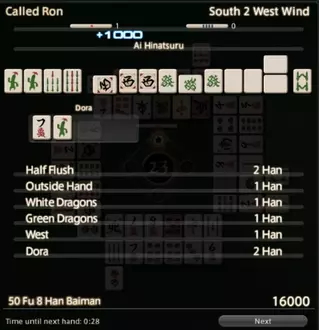 Called Ron South 2 West Wind
1 0
+1000
Ai Hinatsuru
Dora
Half Flush 2 Han
Outside Hand 1 Han
White Dragons 1 Han
Green Dragons 1 Han
West 1 Han
Dora 2 Han
50 Fu 8 Han Baiman 16000
Time until next hand: 0:28 Next